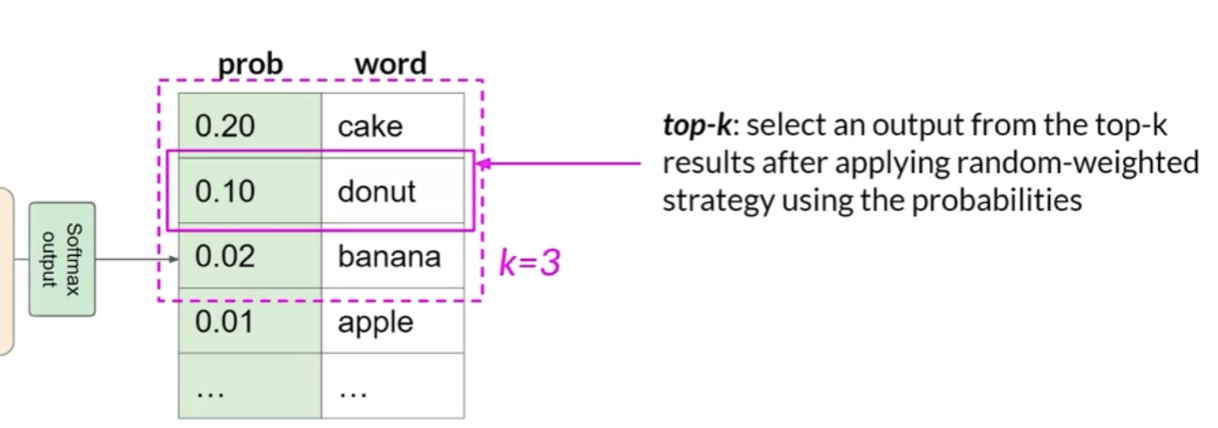 prob word
0.20 cake
0.10 donut
0.02 banana
0.01 apple
... ...
Softmax
output
k=3
top-k: select an output from the top-k
results after applying random-weighted
strategy using the probabilities